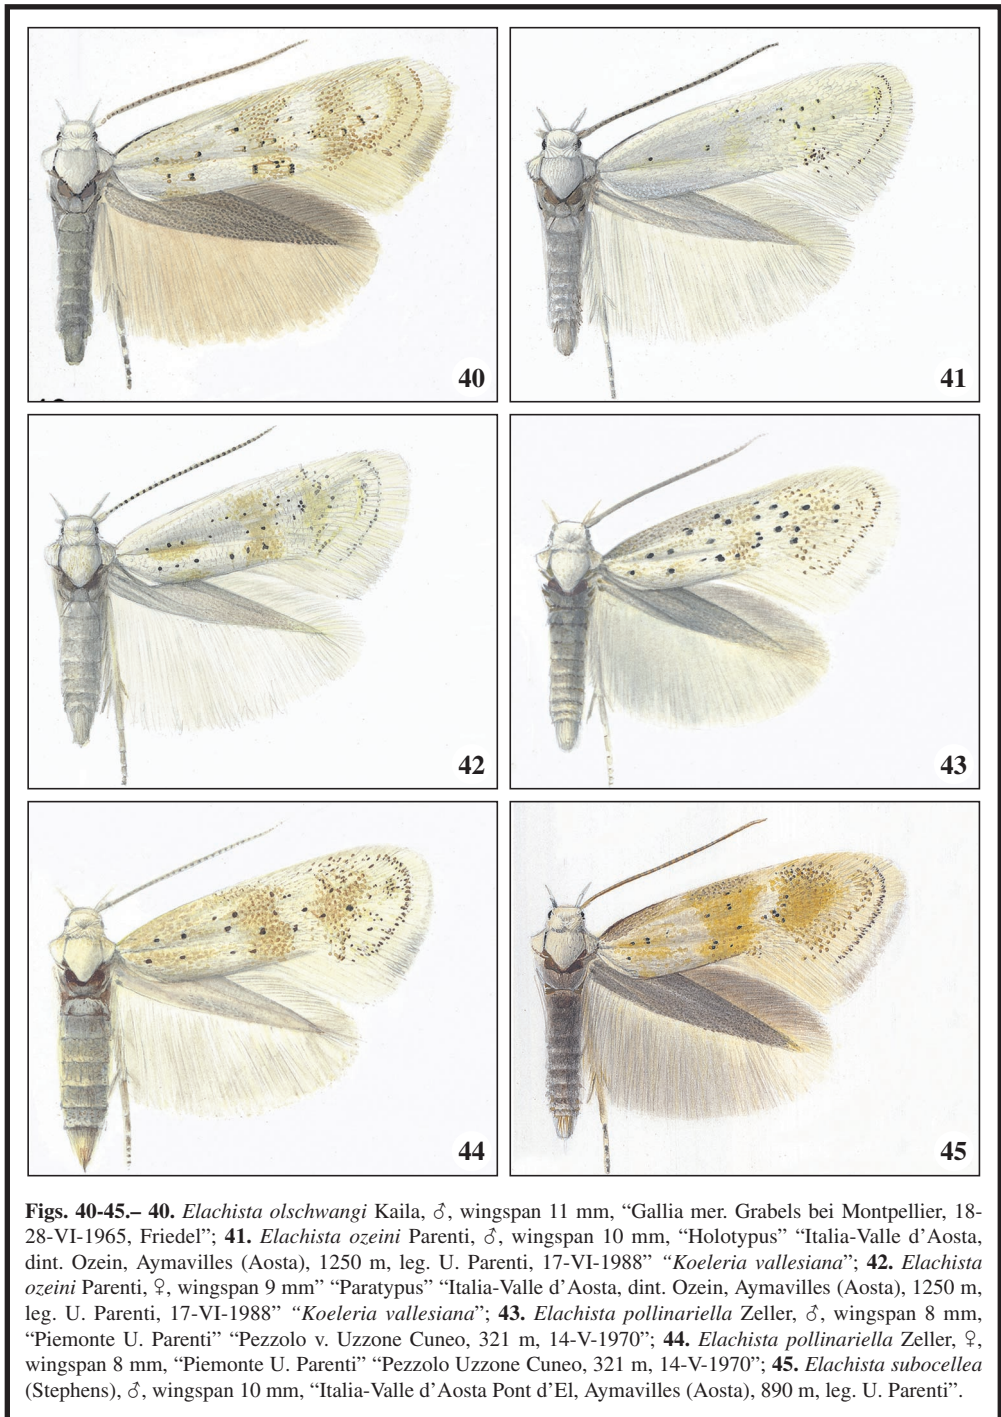 40
41
42
43
44
45
Figs. 40-45.– 40. Elachista olschwangi Kaila, ♂, wingspan 11 mm, “Gallia mer. Grabels bei Montpellier, 18-
28-VI-1965, Friedel”; 41. Elachista ozeini Parenti, ♂, wingspan 10 mm, “Holotypus” “Italia-Valle d’Aosta,
dint. Ozein, Aymavilles (Aosta), 1250 m, leg. U. Parenti, 17-VI-1988” “Koeleria vallesiana”; 42. Elachista
ozeini Parenti, ♀, wingspan 9 mm” “Paratypus” “Italia-Valle d’Aosta, dint. Ozein, Aymavilles (Aosta), 1250 m,
leg. U. Parenti, 17-VI-1988” “Koeleria vallesiana”; 43. Elachista pollinariella Zeller, ♂, wingspan 8 mm,
“Piemonte U. Parenti” “Pezzolo v. Uzzone Cuneo, 321 m, 14-V-1970”; 44. Elachista pollinariella Zeller, ♀,
wingspan 8 mm, “Piemonte U. Parenti” “Pezzolo Uzzone Cuneo, 321 m, 14-V-1970”; 45. Elachista subocellea
(Stephens), ♂, wingspan 10 mm, “Italia-Valle d’Aosta Pont d’El, Aymavilles (Aosta), 890 m, leg. U. Parenti”.